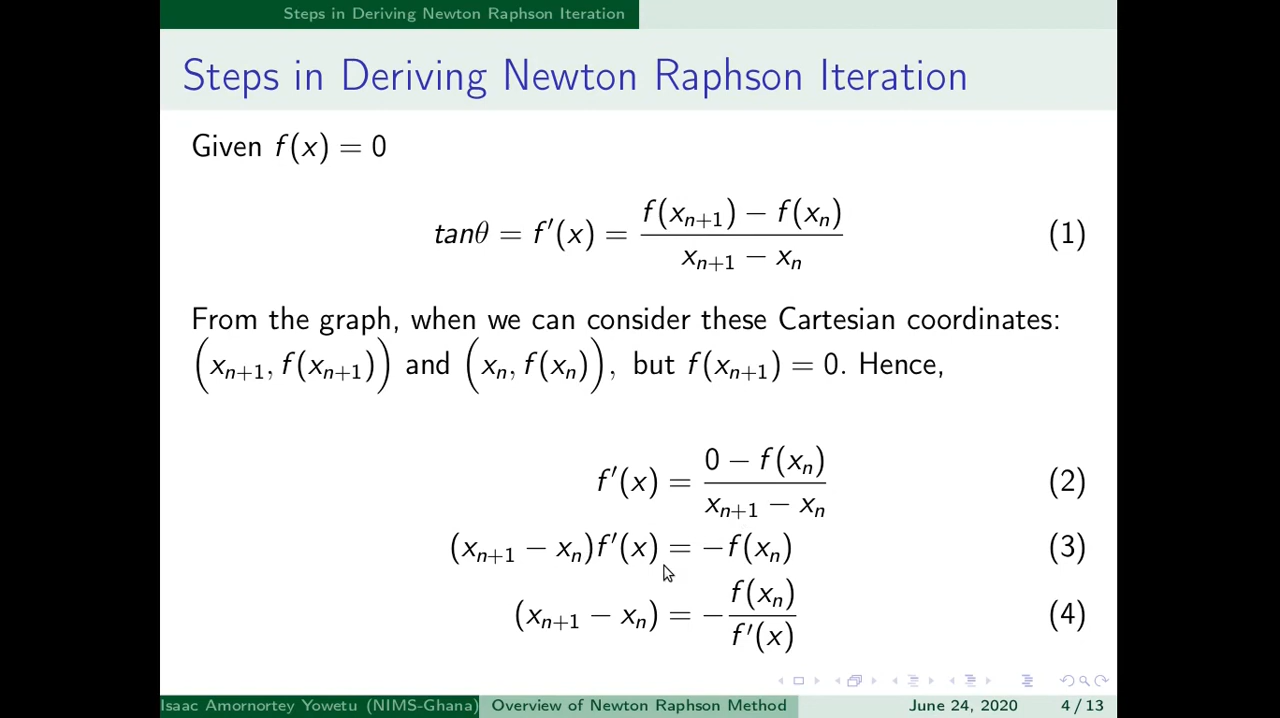 Steps in Deriving Newton Raphson Iteration
Steps in Deriving Newton Raphson Iteration
Given f(x) = 0
tanθ = f′(x) = \frac{f(x_{n+1}) − f(x_n)}{x_{n+1} − x_n} (1)
From the graph, when we can consider these Cartesian coordinates:
(x_{n+1}, f(x_{n+1})) and (x_n, f(x_n)), but f(x_{n+1}) = 0. Hence,
f′(x) = \frac{0 − f(x_n)}{x_{n+1} − x_n} (2)
(x_{n+1} − x_n)f′(x) = −f(x_n) (3)
(x_{n+1} − x_n) = −\frac{f(x_n)}{f′(x)} (4)
Isaac Amornortey Yowetu (NIMS-Ghana) Overview of Newton Raphson Method June 24, 2020 4 / 13